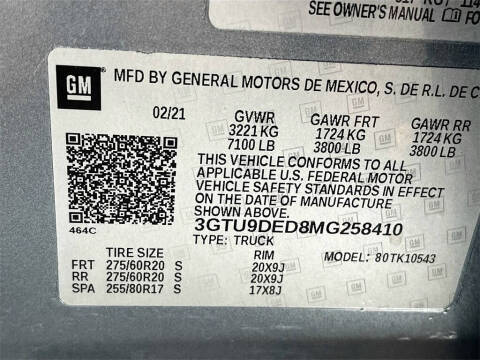 SEE OWNER'S MANUAL
GM
MFD BY GENERAL MOTORS DE MEXICO, S. DE R.L. DE C
02/21
GVWR GAWR FRT GAWR RR
3221 KG 1724 KG 1724 KG
7100 LB 3800 LB 3800 LB
THIS VEHICLE CONFORMS TO ALL
APPLICABLE U.S. FEDERAL MOTOR
VEHICLE SAFETY STANDARDS IN EFFECT
ON THE DATE OF MANUFACTURE
SHOWN ABOVE.
464C
3GTU9DED8MG258410
TYPE: TRUCK MODEL: 80TK10543
TIRE SIZE RIM
FRT 275/60R20 S 20X9J
RR 275/60R20 S 20X9J
SPA 255/80R17 S 17X8J